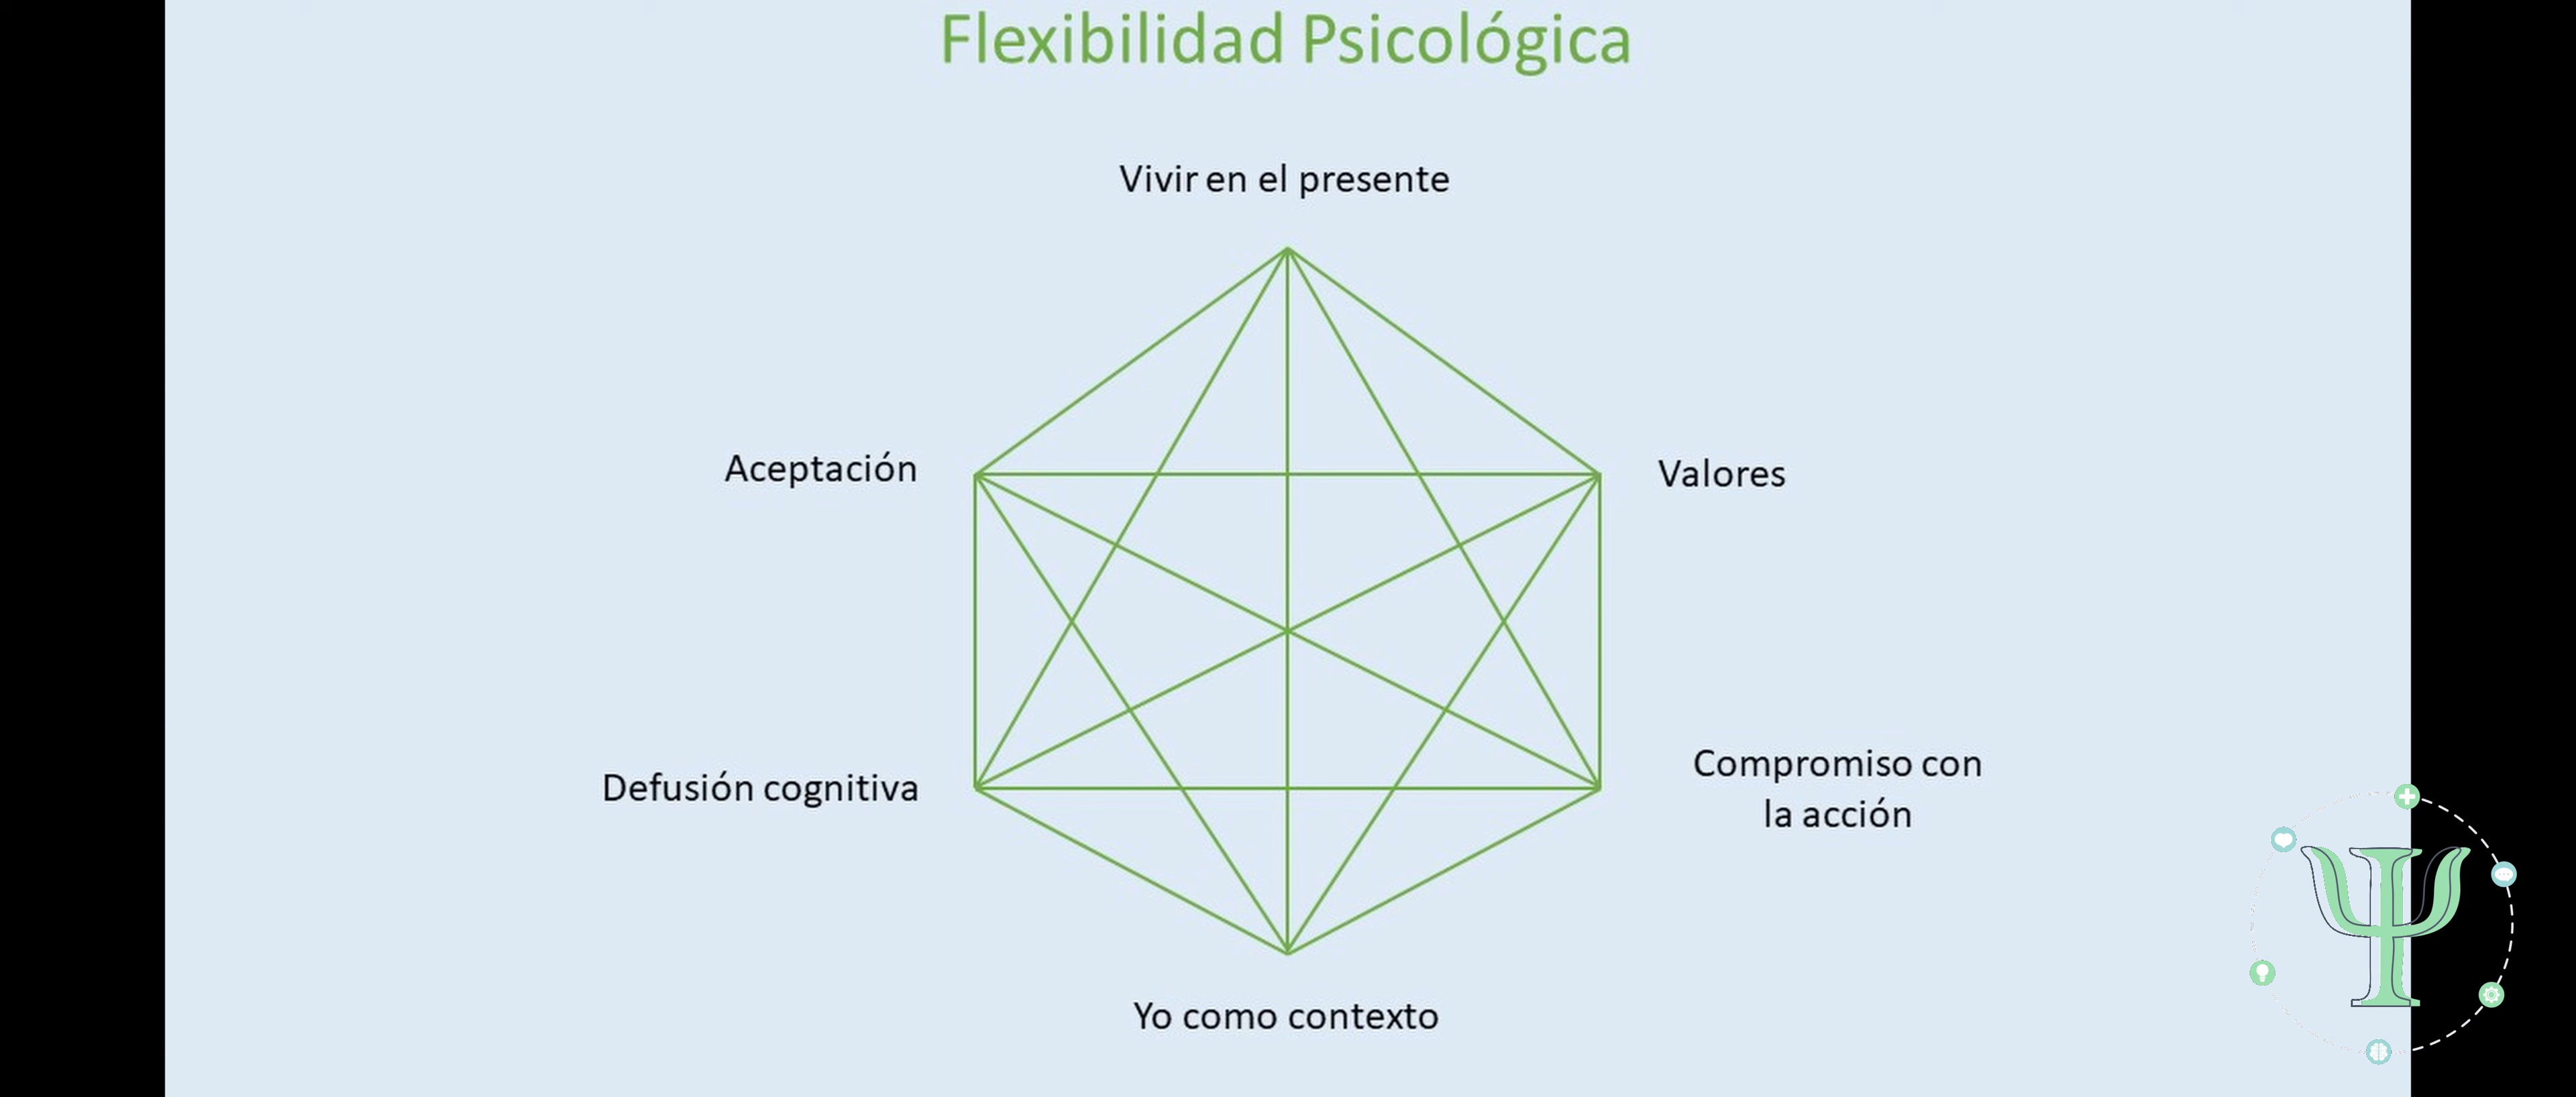 Flexibilidad Psicológica
Vivir en el presente
Aceptación
Valores
Defusión cognitiva
Compromiso con
la acción
Yo como contexto
Ψ